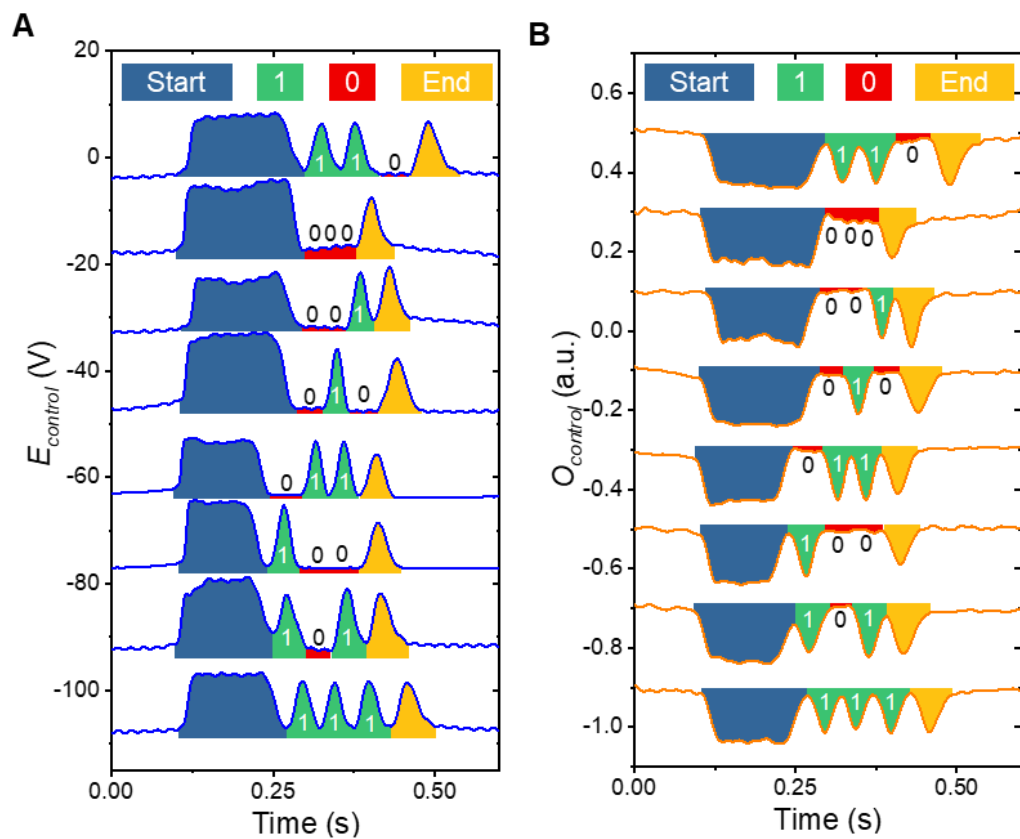 A
E_control (V)
20
0
-20
-40
-60
-80
-100
Start 1 0 End
1 1 0
0 0 0
0 0 1
0 1 0
0 1 1
1 0 0
1 0 1
1 1 1
0.00 0.25 0.50
Time (s)
B
O_control (a.u.)
0.6
0.4
0.2
0.0
-0.2
-0.4
-0.6
-0.8
-1.0
Start 1 0 End
1 1 0
0 0 0
0 0 1
0 1 0
0 1 1
1 0 0
1 0 1
1 1 1
0.00 0.25 0.50
Time (s)